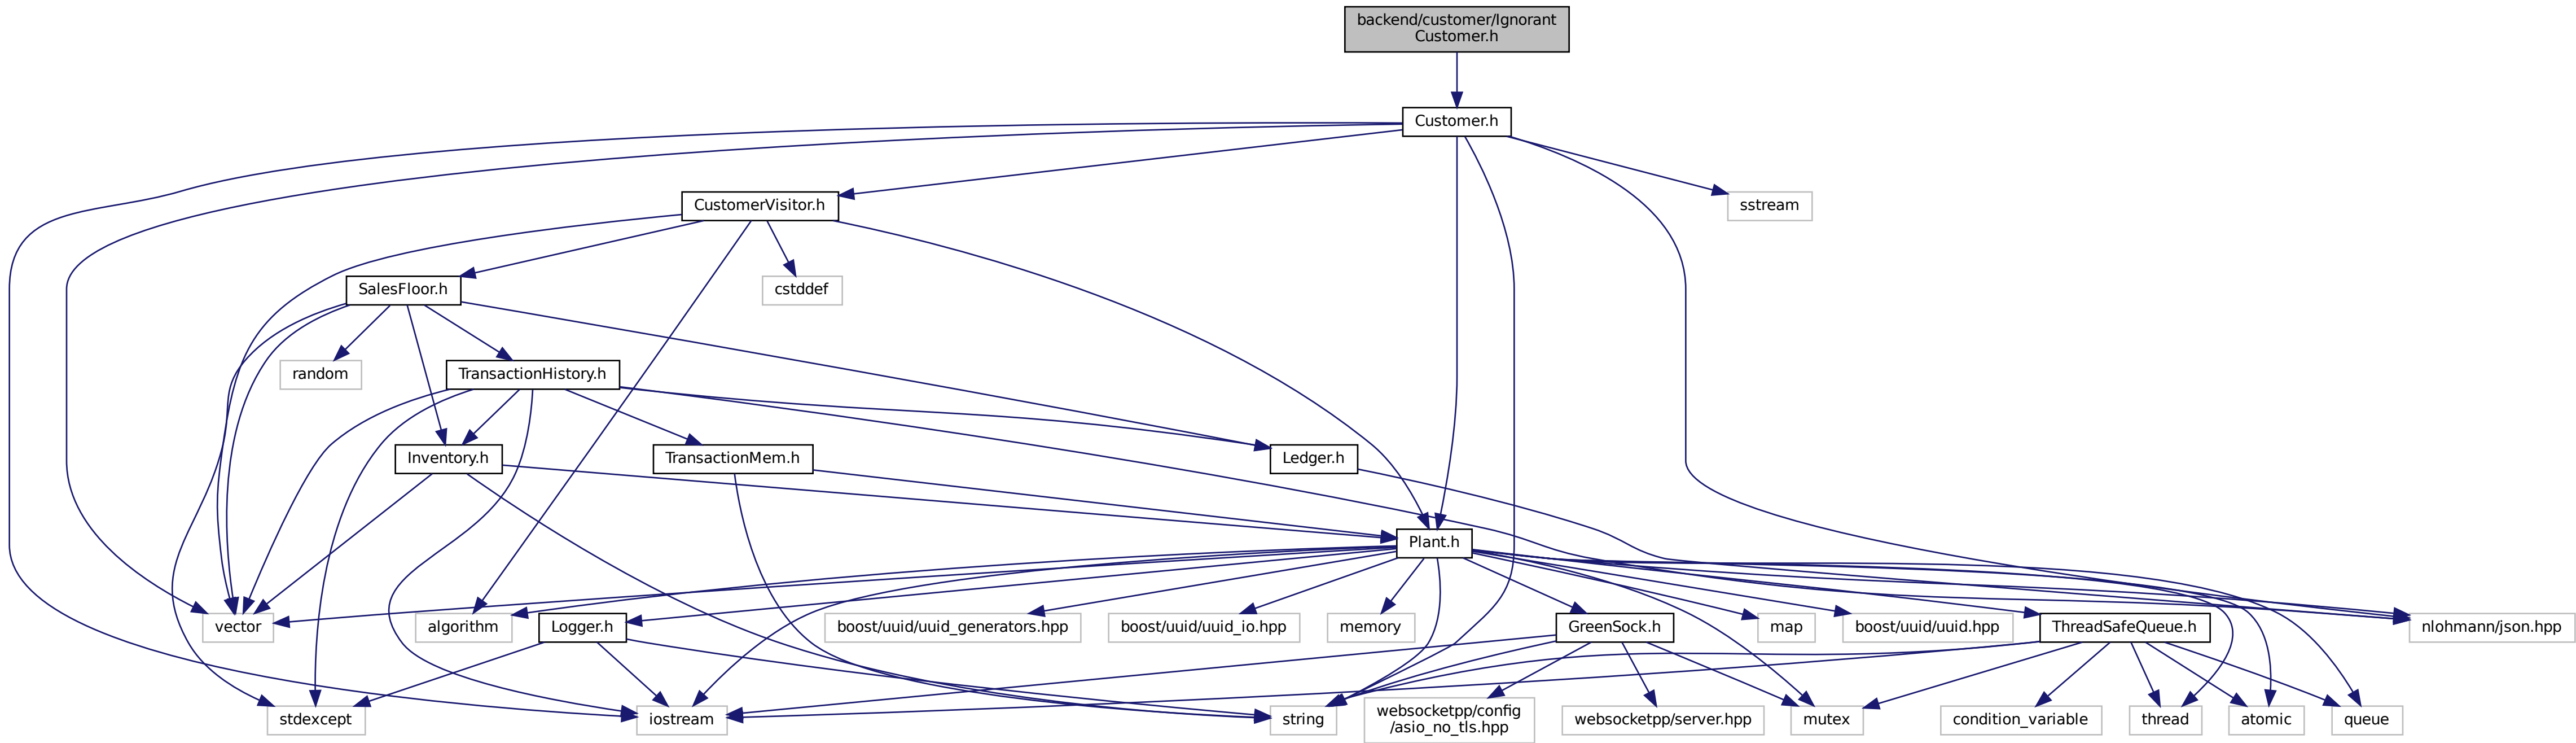 backend/customer/Ignorant
Customer.h
Customer.h
CustomerVisitor.h
sstream
SalesFloor.h
cstddef
random
TransactionHistory.h
Inventory.h
TransactionMem.h
Ledger.h
Plant.h
vector
algorithm
Logger.h
boost/uuid/uuid_generators.hpp
boost/uuid/uuid_io.hpp
memory
GreenSock.h
map
boost/uuid/uuid.hpp
ThreadSafeQueue.h
nlohmann/json.hpp
stdexcept
iostream
string
websocketpp/config
/asio_no_tls.hpp
websocketpp/server.hpp
mutex
condition_variable
thread
atomic
queue